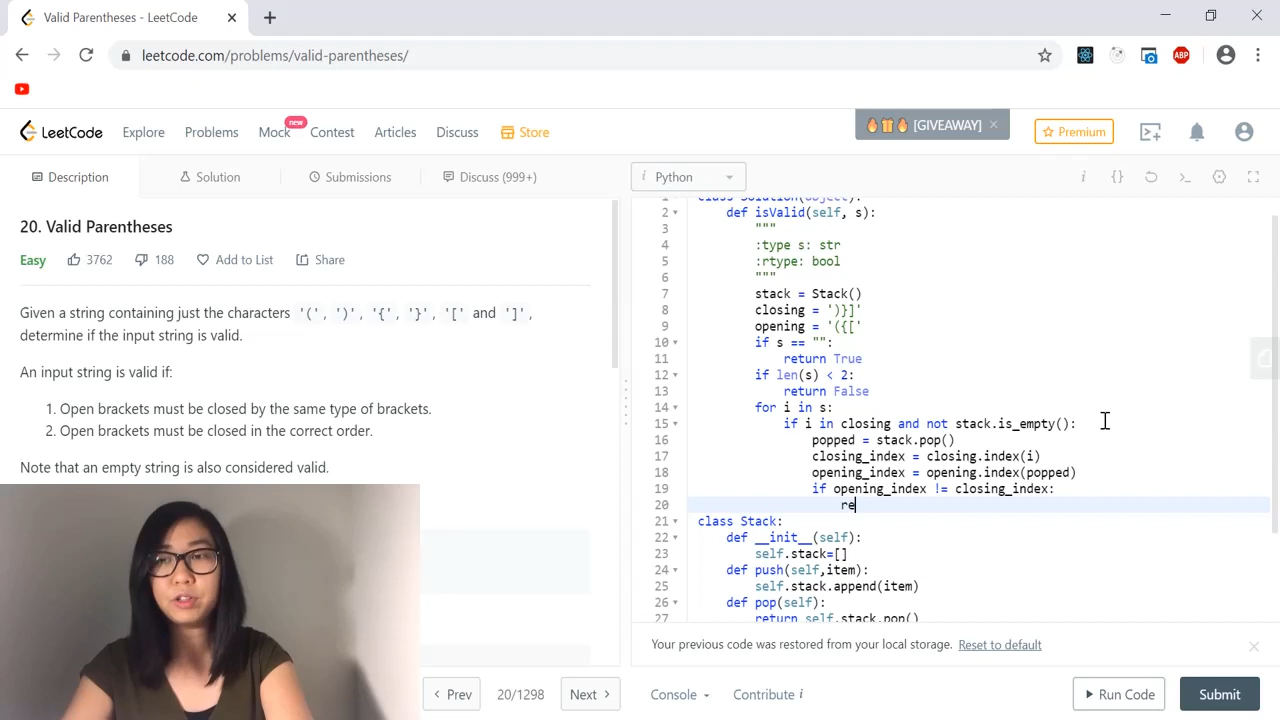 Valid Parentheses - LeetCode
leetcode.com/problems/valid-parentheses/
ABP
LeetCode Explore Problems Mock new Contest Articles Discuss Store
[GIVEAWAY] ×
Premium
Description Solution Submissions Discuss (999+)
i Python
20. Valid Parentheses
Easy 3762 188 Add to List Share
Given a string containing just the characters '(', ')', '{', '}', '[' and ']',
determine if the input string is valid.
An input string is valid if:
1. Open brackets must be closed by the same type of brackets.
2. Open brackets must be closed in the correct order.
Note that an empty string is also considered valid.
1 class Solution(object):
2 def isValid(self, s):
3 """
4 :type s: str
5 :rtype: bool
6 """
7 stack = Stack()
8 closing = ')}]'
9 opening = '({['
10 if s == "":
11 return True
12 if len(s) < 2:
13 return False
14 for i in s:
15 if i in closing and not stack.is_empty():
16 popped = stack.pop()
17 closing_index = closing.index(i)
18 opening_index = opening.index(popped)
19 if opening_index != closing_index:
20 re
21 class Stack:
22 def __init__(self):
23 self.stack=[]
24 def push(self,item):
25 self.stack.append(item)
26 def pop(self):
27 return self.stack.pop()
Your previous code was restored from your local storage. Reset to default
Prev 20/1298 Next Console Contribute i Run Code Submit